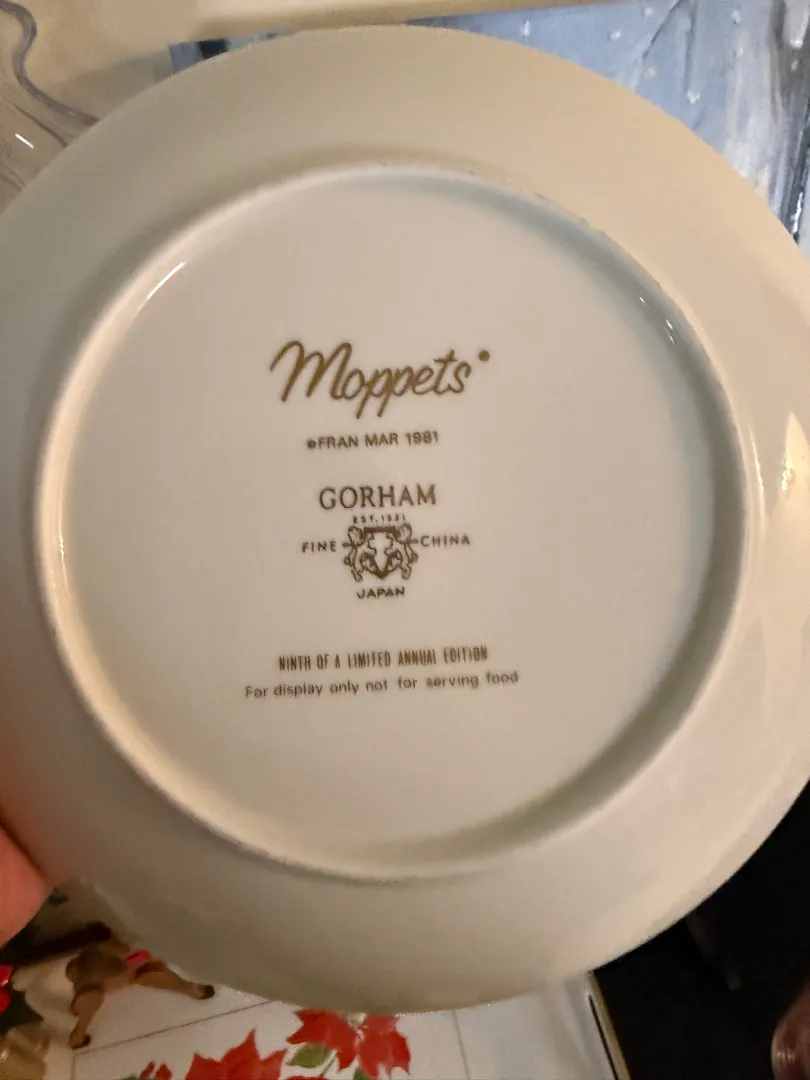 Moppets
©FRAN MAR 1981
GORHAM
EST. 1831
FINE CHINA
JAPAN
NINTH OF A LIMITED ANNUAL EDITION
For display only not for serving food